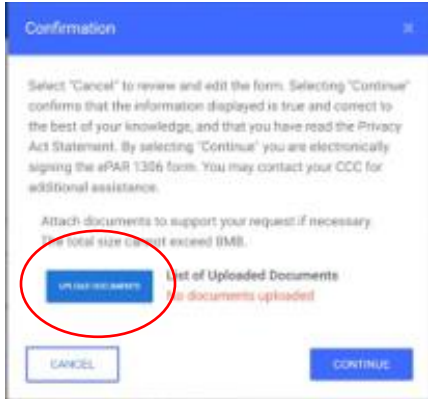 Confirmation ×
Select "Cancel" to review and edit the form. Selecting "Continue"
confirms that the information displayed is true and correct to
the best of your knowledge, and that you have read the Privacy
Act Statement. By selecting "Continue" you are electronically
signing the ePAR 1306 form. You may contact your CCC for
additional assistance.
Attach documents to support your request if necessary.
The total size cannot exceed 8MB.
UPLOAD DOCUMENTS
List of Uploaded Documents
No documents uploaded
CANCEL
CONTINUE